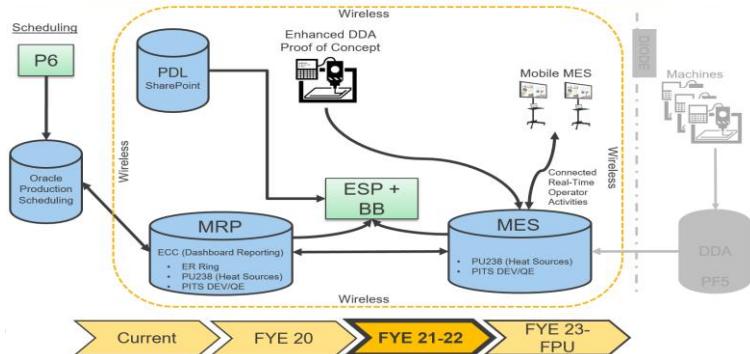 Wireless
Scheduling
P6
Oracle
Production
Scheduling
Wireless
PDL
SharePoint
Enhanced DDA
Proof of Concept
Mobile MES
Connected
Real-Time
Operator
Activities
Wireless
ESP +
BB
MRP
ECC (Dashboard Reporting)
• ER Ring
• PU238 (Heat Sources)
• PITS DEV/QE
MES
• PU238 (Heat Sources)
• PITS DEV/QE
Wireless
DIODE
Machines
DDA
PF5
Current
FYE 20
FYE 21-22
FYE 23-
FPU